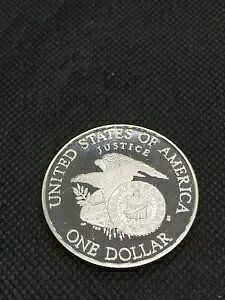 UNITED STATES OF AMERICA
JUSTICE
ONE DOLLAR